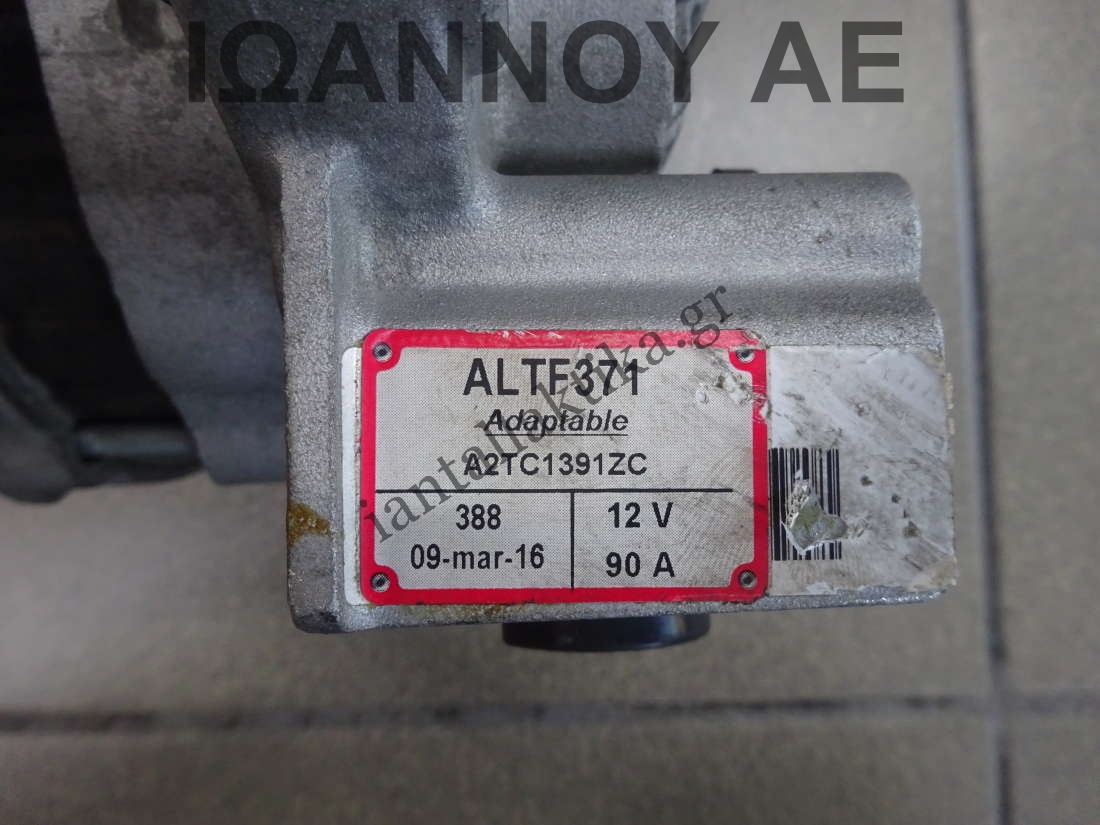 ΙΩΑΝΝΟΥ ΑΕ
iantallaktika.gr
ALTF371
Adaptable
A2TC1391ZC
388
09-mar-16
12 V
90 A